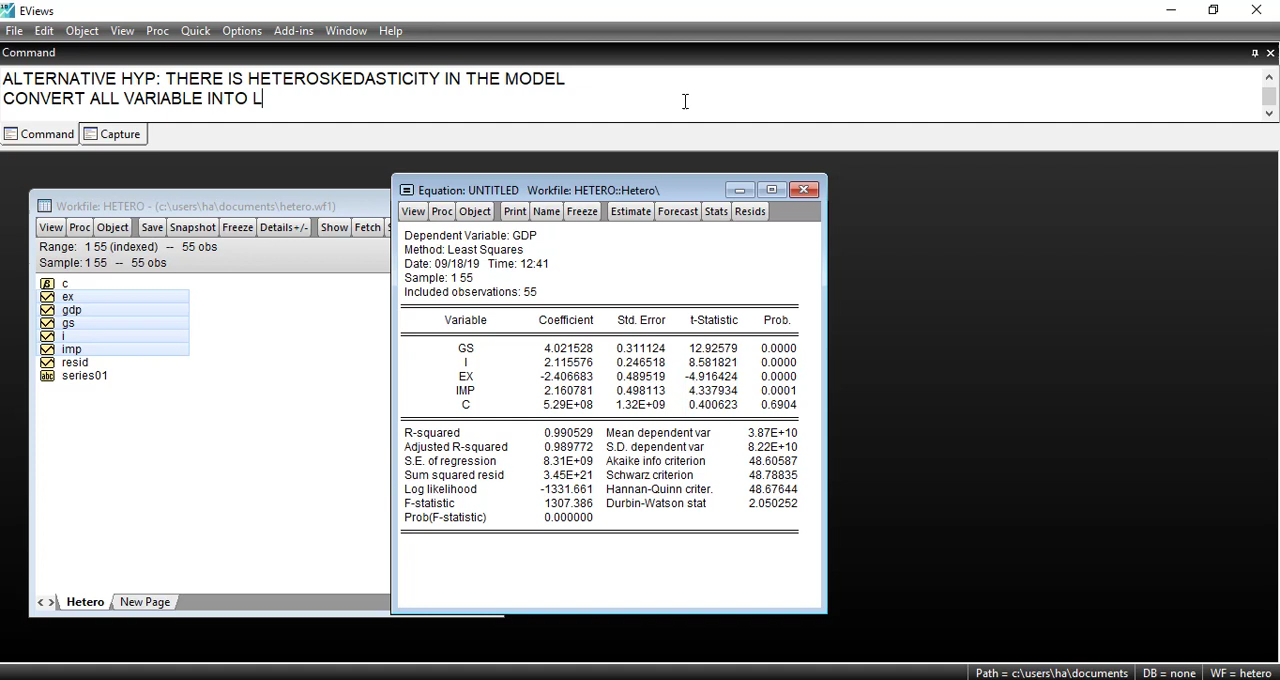 EViews
File Edit Object View Proc Quick Options Add-ins Window Help
Command
ALTERNATIVE HYP: THERE IS HETEROSKEDASTICITY IN THE MODEL
CONVERT ALL VARIABLE INTO L
Command Capture
Workfile: HETERO - (c:\users\ha\documents\hetero.wf1)
View Proc Object Save Snapshot Freeze Details+/- Show Fetch
Range: 1 55 (indexed) -- 55 obs
Sample: 1 55 -- 55 obs
c
ex
gdp
gs
i
imp
resid
series01
Hetero New Page
Equation: UNTITLED Workfile: HETERO::Hetero\
View Proc Object Print Name Freeze Estimate Forecast Stats Resids
Dependent Variable: GDP
Method: Least Squares
Date: 09/18/19 Time: 12:41
Sample: 1 55
Included observations: 55
Variable Coefficient Std. Error t-Statistic Prob.
GS 4.021528 0.311124 12.92579 0.0000
I 2.115576 0.246518 8.581821 0.0000
EX -2.406683 0.489519 -4.916424 0.0000
IMP 2.160781 0.498113 4.337934 0.0001
C 5.29E+08 1.32E+09 0.400623 0.6904
R-squared 0.990529 Mean dependent var 3.87E+10
Adjusted R-squared 0.989772 S.D. dependent var 8.22E+10
S.E. of regression 8.31E+09 Akaike info criterion 48.60587
Sum squared resid 3.45E+21 Schwarz criterion 48.78835
Log likelihood -1331.661 Hannan-Quinn criter. 48.67644
F-statistic 1307.386 Durbin-Watson stat 2.050252
Prob(F-statistic) 0.000000
Path = c:\users\ha\documents DB = none WF = hetero